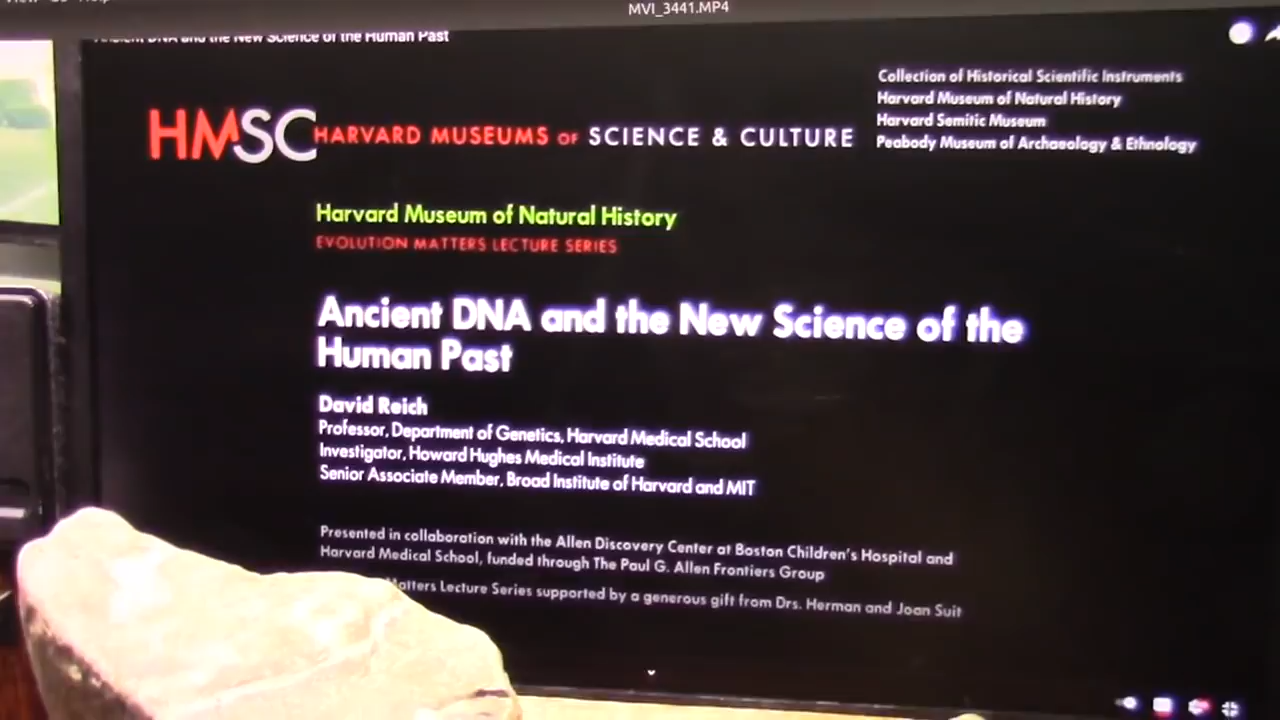 MVI_3441.MP4
Ancient DNA and the New Science of the Human Past
HMSC HARVARD MUSEUMS OF SCIENCE & CULTURE
Collection of Historical Scientific Instruments
Harvard Museum of Natural History
Harvard Semitic Museum
Peabody Museum of Archaeology & Ethnology
Harvard Museum of Natural History
EVOLUTION MATTERS LECTURE SERIES
Ancient DNA and the New Science of the
Human Past
David Reich
Professor, Department of Genetics, Harvard Medical School
Investigator, Howard Hughes Medical Institute
Senior Associate Member, Broad Institute of Harvard and MIT
Presented in collaboration with the Allen Discovery Center at Boston Children's Hospital and
Harvard Medical School, funded through The Paul G. Allen Frontiers Group
Matters Lecture Series supported by a generous gift from Drs. Herman and Joan Suit